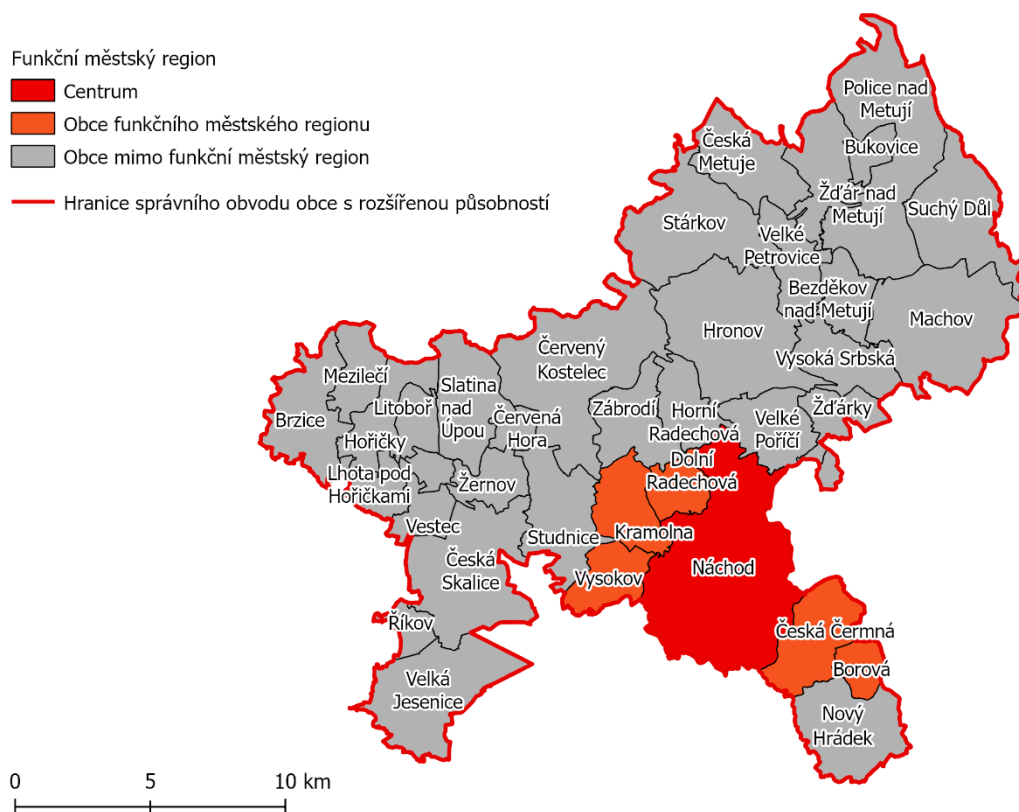 Funkční městský region
Centrum
Obce funkčního městského regionu
Obce mimo funkční městský region
Hranice správního obvodu obce s rozšířenou působností
Police nad
Metují
Česká
Metuje
Bukovice
Žďár nad
Metují
Suchý Důl
Stárkov
Velké
Petrovice
Bezděkov
nad Metují
Machov
Hronov
Vysoká Srbská
Červený
Kostelec
Mezilečí
Slatina
nad
Úpou
Litoboř
Brzice
Červená
Hora
Zábrodí
Horní
Radechová
Velké
Poříčí
Žďárky
Hořičky
Lhota pod
Hořičkami
Žernov
Dolní
Radechová
Vestec
Studnice
Kramolna
Česká
Skalice
Vysokov
Náchod
Říkov
Česká Čermná
Borová
Velká
Jesenice
Nový
Hrádek
0 5 10 km